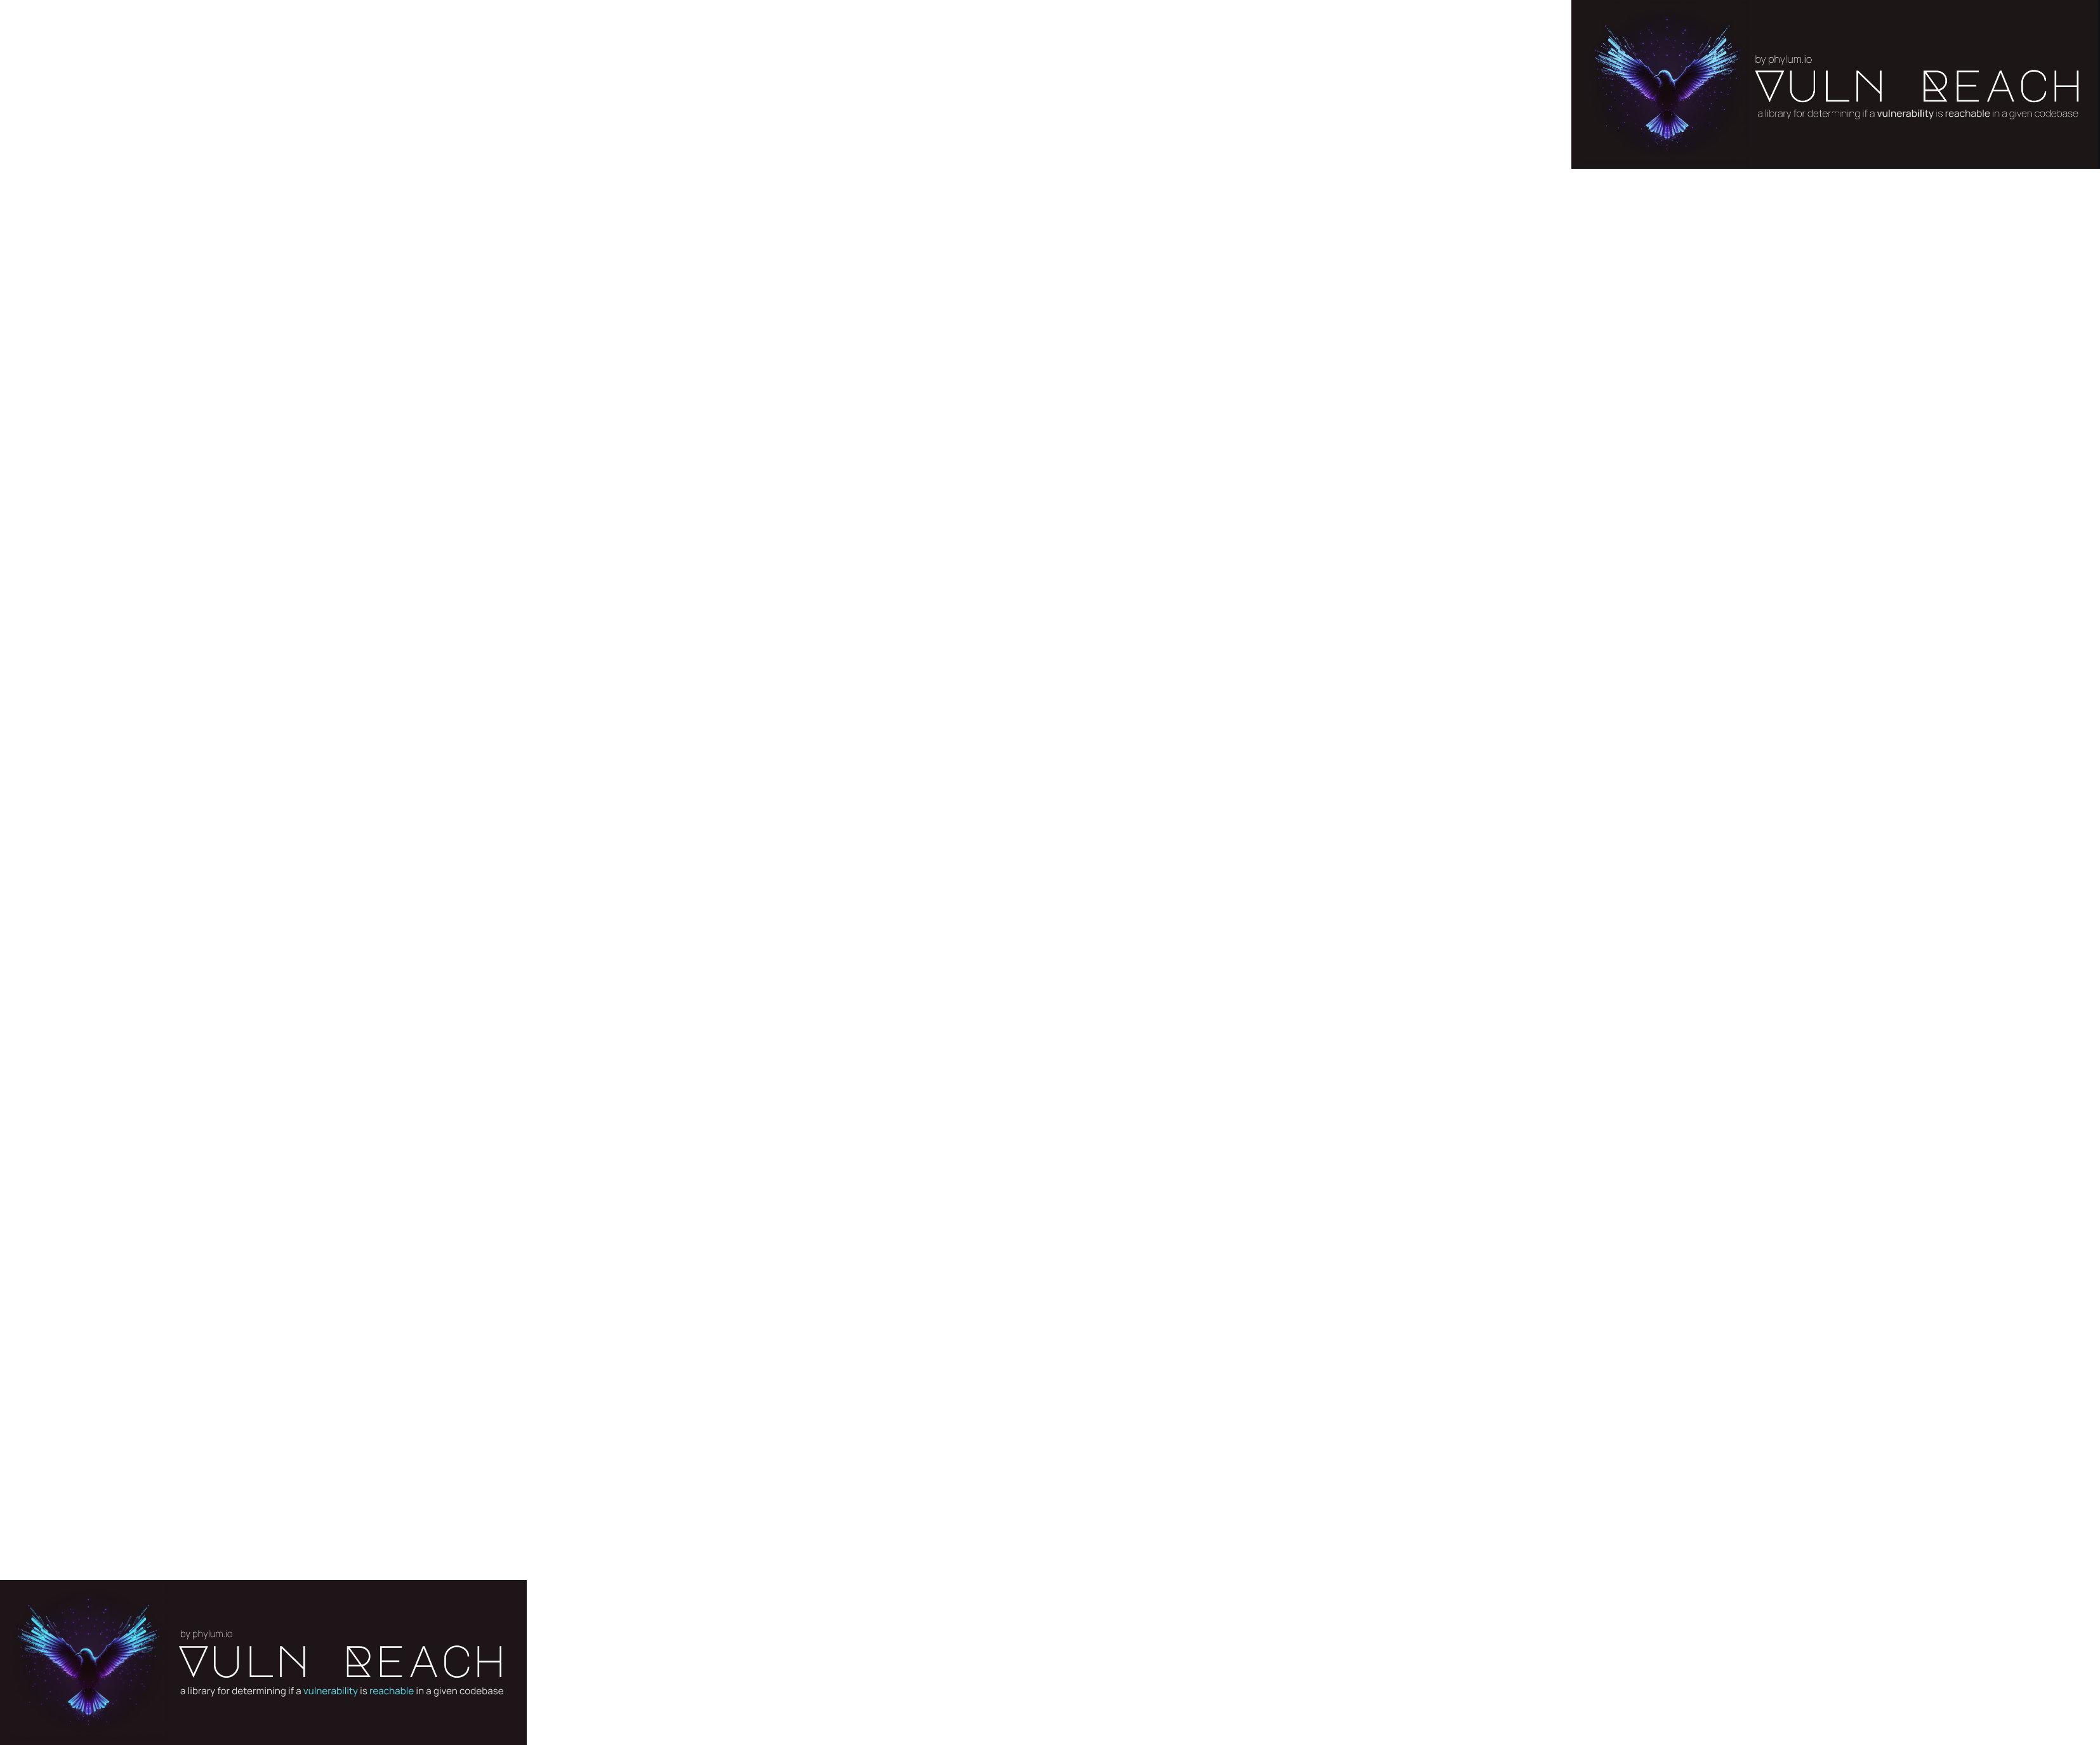 by phylum.io
VULN REACH
a library for determining if a vulnerability is reachable in a given codebase
by phylum.io
VULN REACH
a library for determining if a vulnerability is reachable in a given codebase